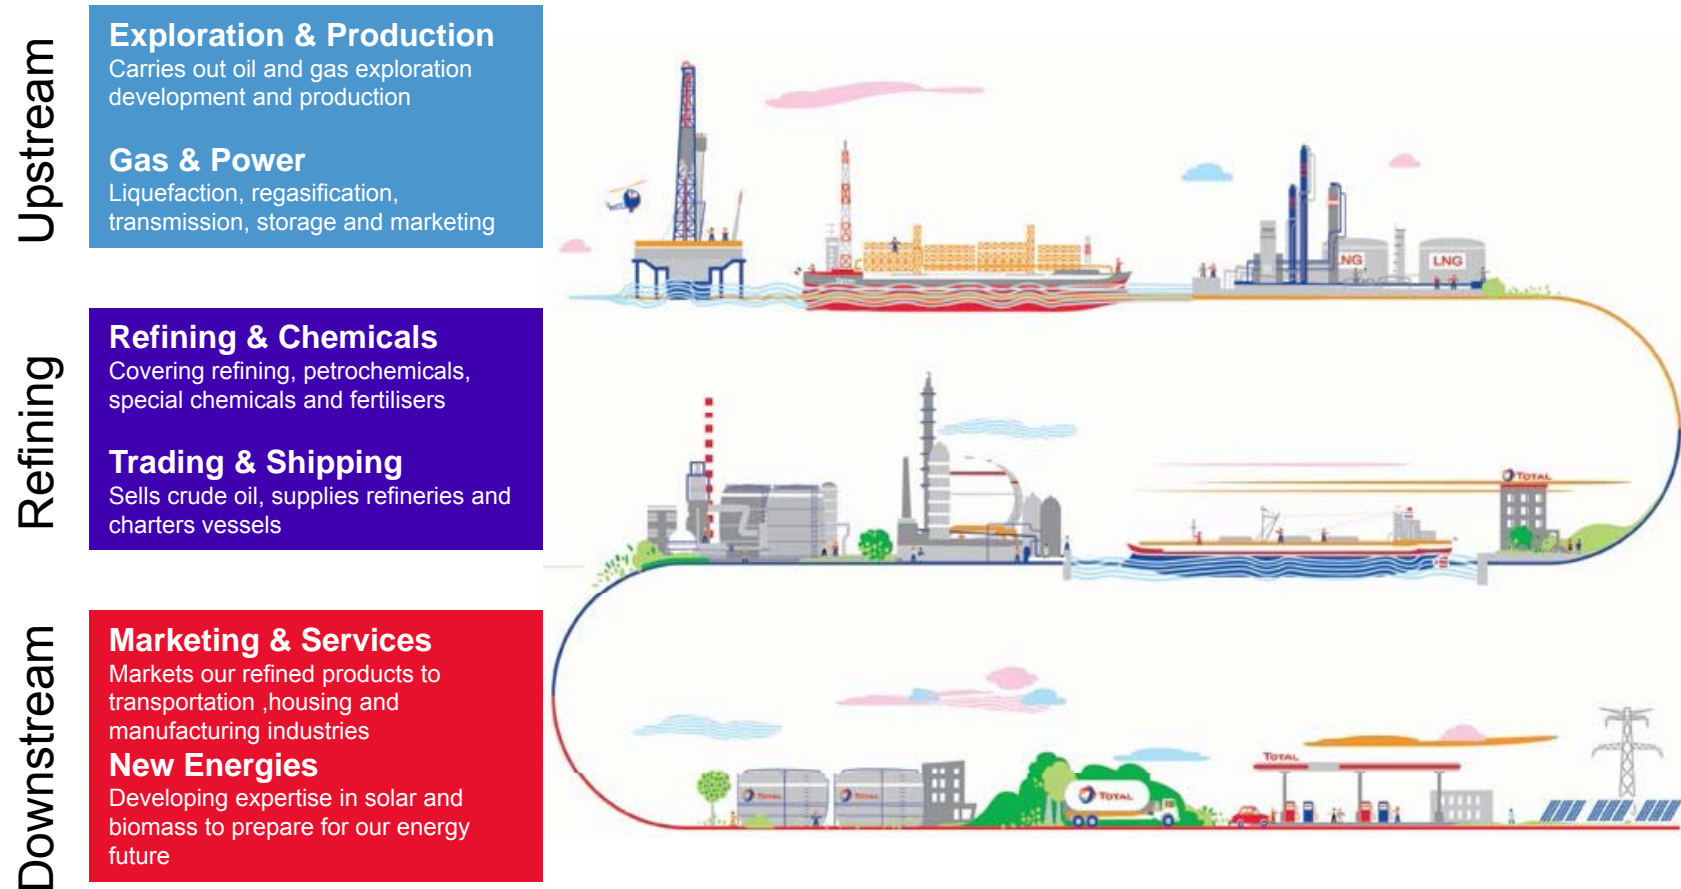 Upstream
Exploration & Production
Carries out oil and gas exploration
development and production
Gas & Power
Liquefaction, regasification,
transmission, storage and marketing
TOTAL
LNG
LNG
Refining
Refining & Chemicals
Covering refining, petrochemicals,
special chemicals and fertilisers
Trading & Shipping
Sells crude oil, supplies refineries and
charters vessels
TOTAL
Downstream
Marketing & Services
Markets our refined products to
transportation ,housing and
manufacturing industries
New Energies
Developing expertise in solar and
biomass to prepare for our energy
future
TOTAL
TOTAL
TOTAL
TOTAL